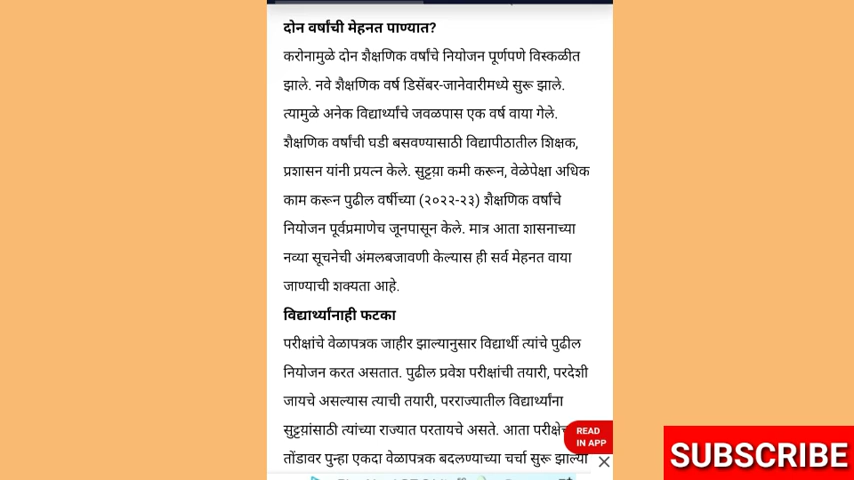 दोन वर्षांची मेहनत पाण्यात?
करोनामुळे दोन शैक्षणिक वर्षांचे नियोजन पूर्णपणे विस्कळीत
झाले. नवे शैक्षणिक वर्ष डिसेंबर-जानेवारीमध्ये सुरू झाले.
त्यामुळे अनेक विद्यार्थ्यांचे जवळपास एक वर्ष वाया गेले.
शैक्षणिक वर्षांची घडी बसवण्यासाठी विद्यापीठातील शिक्षक,
प्रशासन यांनी प्रयत्न केले. सुट्टय़ा कमी करून, वेळेपेक्षा अधिक
काम करून पुढील वर्षीच्या (२०२२-२३) शैक्षणिक वर्षांचे
नियोजन पूर्वप्रमाणेच जूनपासून केले. मात्र आता शासनाच्या
नव्या सूचनेची अंमलबजावणी केल्यास ही सर्व मेहनत वाया
जाण्याची शक्यता आहे.
विद्यार्थ्यांनाही फटका
परीक्षांचे वेळापत्रक जाहीर झाल्यानुसार विद्यार्थी त्यांचे पुढील
नियोजन करत असतात. पुढील प्रवेश परीक्षांची तयारी, परदेशी
जायचे असल्यास त्याची तयारी, परराज्यातील विद्यार्थ्यांना
सुट्टय़ांसाठी त्यांच्या राज्यात परतायचे असते. आता
तोंडावर पुन्हा एकदा वेळापत्रक बदलण्याच्या चर्चा सुरू झाल्या
READ
IN APP
SUBSCRIBE